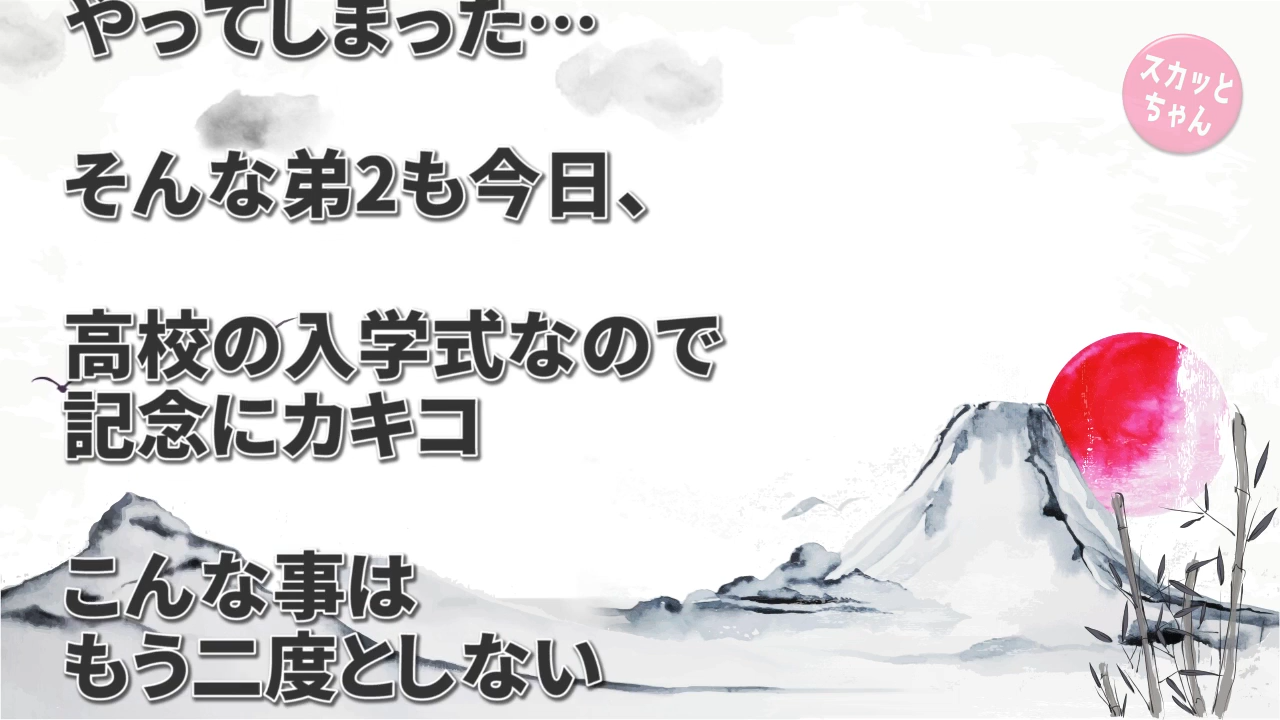 やってしまった…
そんな弟2も今日、
高校の入学式なので
記念にカキコ
こんな事は
もう二度としない
スカッと
ちゃん